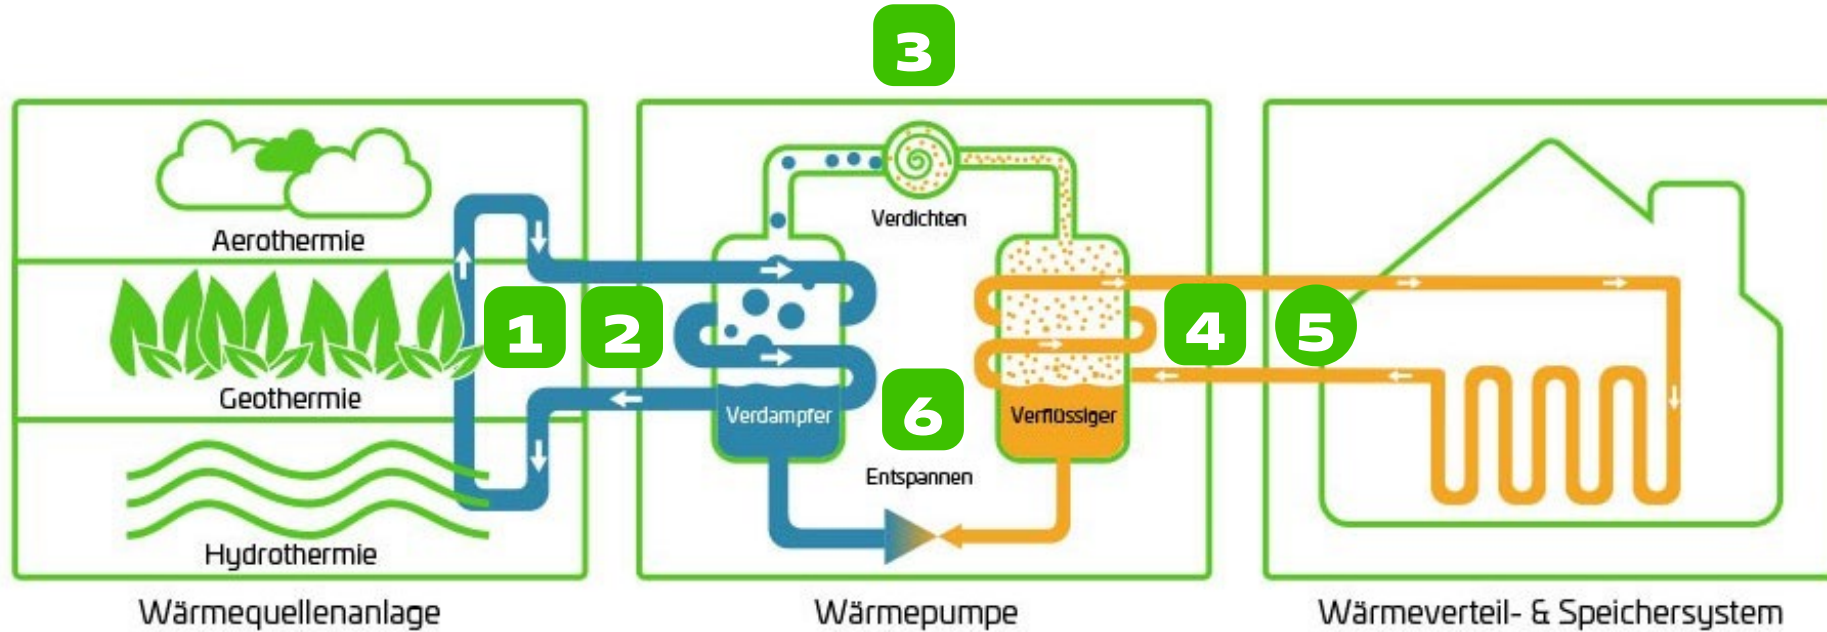 3
Verdichten
Aerothermie
1
2
4
5
Geothermie
Verdampfer
6
Verflüssiger
Entspannen
Hydrothermie
Wärmequellenanlage
Wärmepumpe
Wärmeverteil- & Speichersystem